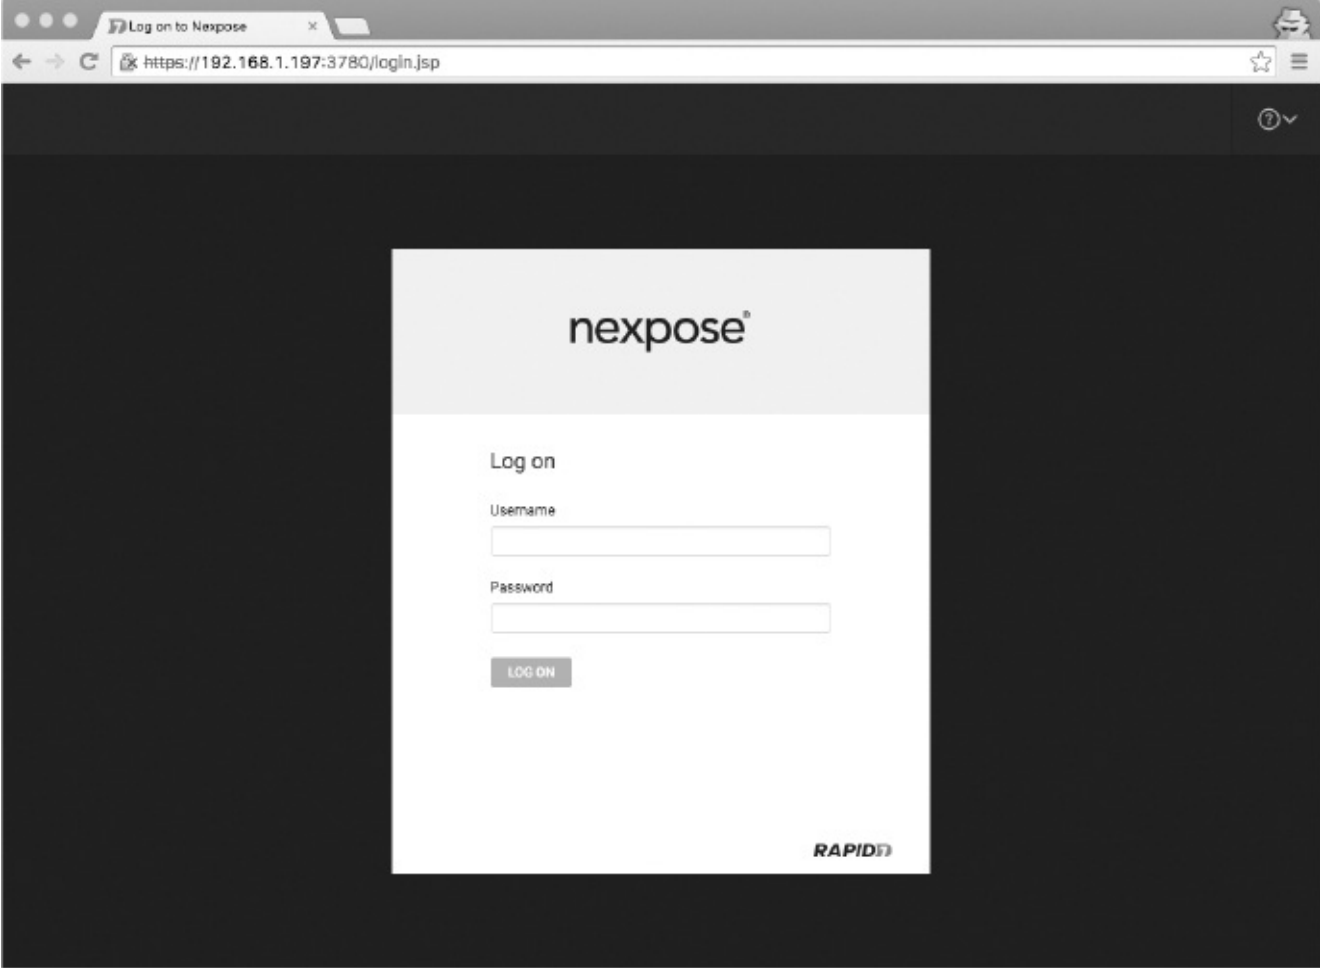 Log on to Nexpose
https://192.168.1.197:3780/login.jsp
nexpose®
Log on
Username
Password
LOG ON
RAPID7